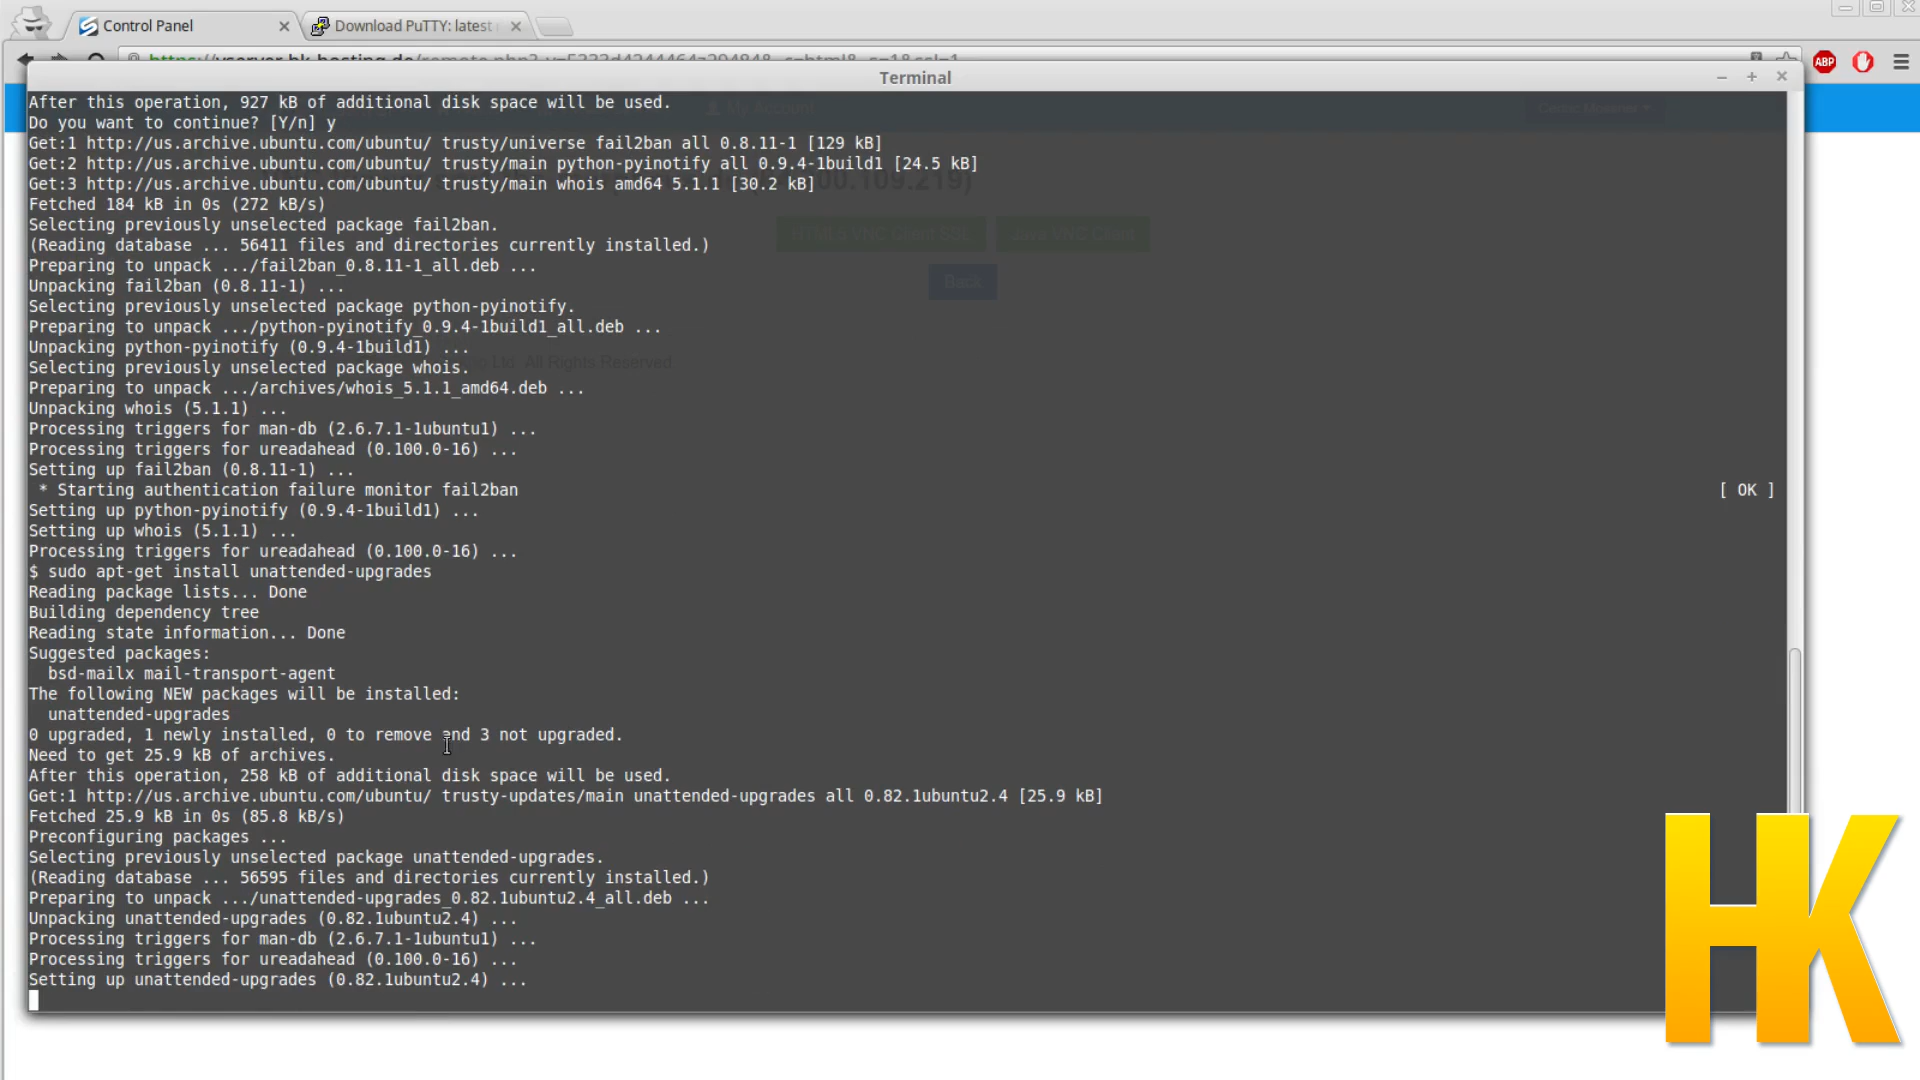 Control Panel
Download PuTTY: latest
Terminal
ABP
After this operation, 927 kB of additional disk space will be used.
Do you want to continue? [Y/n] y
Get:1 http://us.archive.ubuntu.com/ubuntu/ trusty/universe fail2ban all 0.8.11-1 [129 kB]
Get:2 http://us.archive.ubuntu.com/ubuntu/ trusty/main python-pyinotify all 0.9.4-1build1 [24.5 kB]
Get:3 http://us.archive.ubuntu.com/ubuntu/ trusty/main whois amd64 5.1.1 [30.2 kB]
Fetched 184 kB in 0s (272 kB/s)
Selecting previously unselected package fail2ban.
(Reading database ... 56411 files and directories currently installed.)
Preparing to unpack .../fail2ban_0.8.11-1_all.deb ...
Unpacking fail2ban (0.8.11-1) ...
Selecting previously unselected package python-pyinotify.
Preparing to unpack .../python-pyinotify_0.9.4-1build1_all.deb ...
Unpacking python-pyinotify (0.9.4-1build1) ...
Selecting previously unselected package whois.
Preparing to unpack .../archives/whois_5.1.1_amd64.deb ...
Unpacking whois (5.1.1) ...
Processing triggers for man-db (2.6.7.1-1ubuntu1) ...
Processing triggers for ureadahead (0.100.0-16) ...
Setting up fail2ban (0.8.11-1) ...
* Starting authentication failure monitor fail2ban [ OK ]
Setting up python-pyinotify (0.9.4-1build1) ...
Setting up whois (5.1.1) ...
Processing triggers for ureadahead (0.100.0-16) ...
$ sudo apt-get install unattended-upgrades
Reading package lists... Done
Building dependency tree
Reading state information... Done
Suggested packages:
bsd-mailx mail-transport-agent
The following NEW packages will be installed:
unattended-upgrades
0 upgraded, 1 newly installed, 0 to remove and 3 not upgraded.
Need to get 25.9 kB of archives.
After this operation, 258 kB of additional disk space will be used.
Get:1 http://us.archive.ubuntu.com/ubuntu/ trusty-updates/main unattended-upgrades all 0.82.1ubuntu2.4 [25.9 kB]
Fetched 25.9 kB in 0s (85.8 kB/s)
Preconfiguring packages ...
Selecting previously unselected package unattended-upgrades.
(Reading database ... 56595 files and directories currently installed.)
Preparing to unpack .../unattended-upgrades_0.82.1ubuntu2.4_all.deb ...
Unpacking unattended-upgrades (0.82.1ubuntu2.4) ...
Processing triggers for man-db (2.6.7.1-1ubuntu1) ...
Processing triggers for ureadahead (0.100.0-16) ...
Setting up unattended-upgrades (0.82.1ubuntu2.4) ...
My Account
00.109.219)
HTML5 VNC Client SSL
Java VNC Client
Back
Ltd. All Rights Reserved
HK